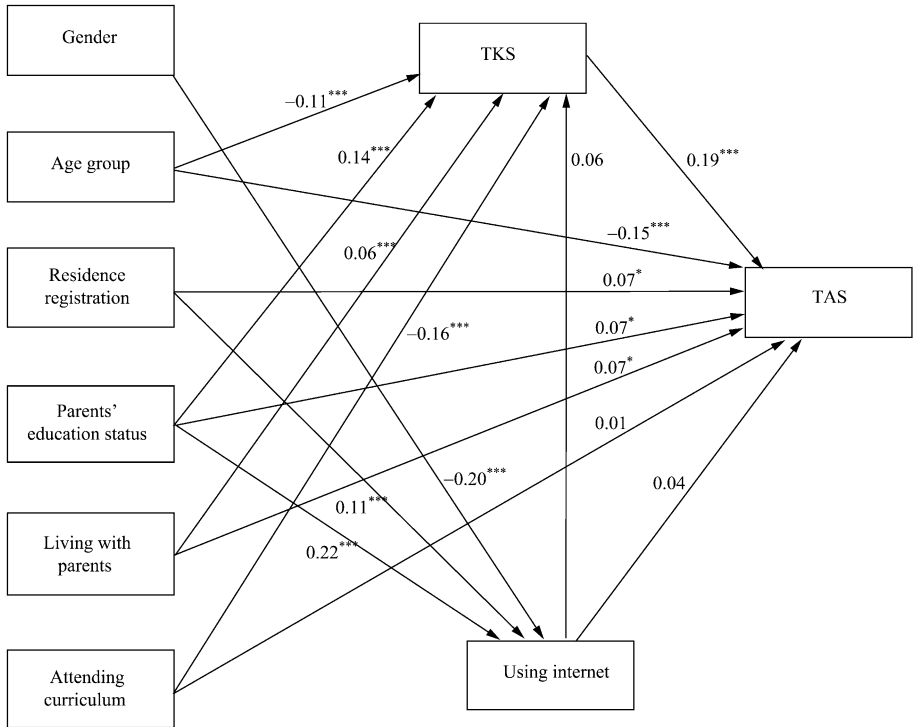 Gender
TKS
−0.11***
Age group
0.14***
0.06
0.19***
−0.15***
0.06***
Residence
registration
0.07*
TAS
−0.16***
0.07*
0.07*
Parents’
education status
0.01
−0.20***
0.04
0.11***
Living with
parents
0.22***
Using internet
Attending
curriculum